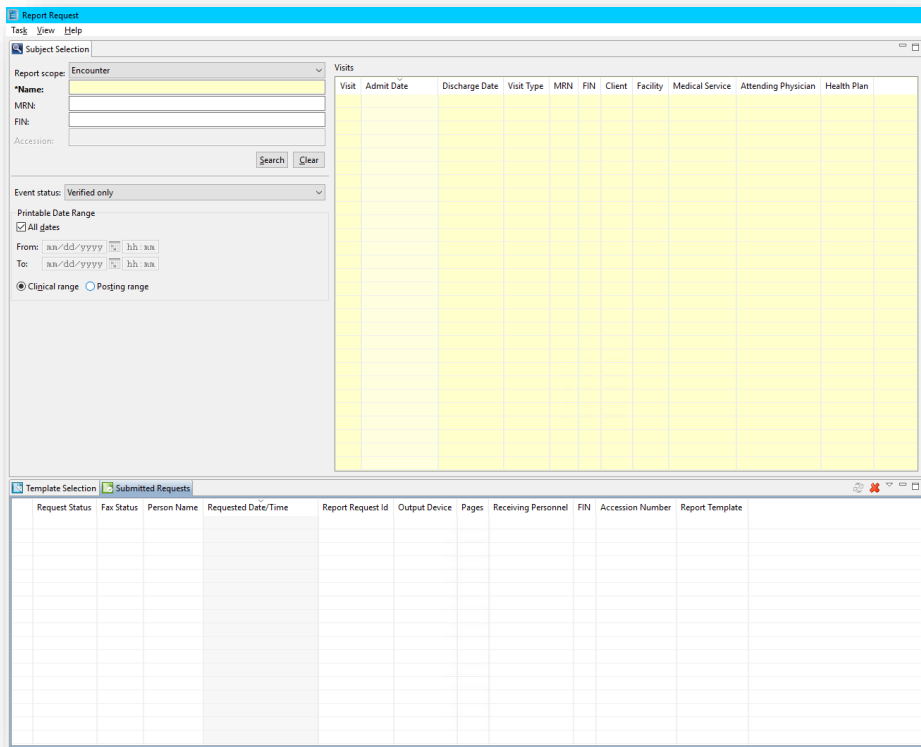 Report Request
Task View Help
Subject Selection
Report scope: Encounter
*Name:
MRN:
FIN:
Accession:
Search Clear
Event status: Verified only
Printable Date Range
All dates
From: mm/dd/yyyy hh:mm
To: mm/dd/yyyy hh:mm
Clinical range Posting range
Visits
Visit Admit Date Discharge Date Visit Type MRN FIN Client Facility Medical Service Attending Physician Health Plan
Template Selection Submitted Requests
Request Status Fax Status Person Name Requested Date/Time Report Request Id Output Device Pages Receiving Personnel FIN Accession Number Report Template